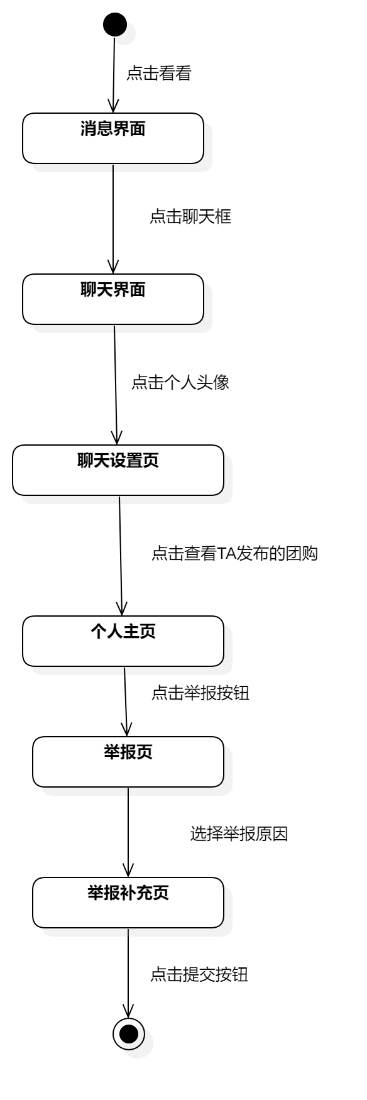 点击看看
消息界面
点击聊天框
聊天界面
点击个人头像
聊天设置页
点击查看TA发布的团购
个人主页
点击举报按钮
举报页
选择举报原因
举报补充页
点击提交按钮